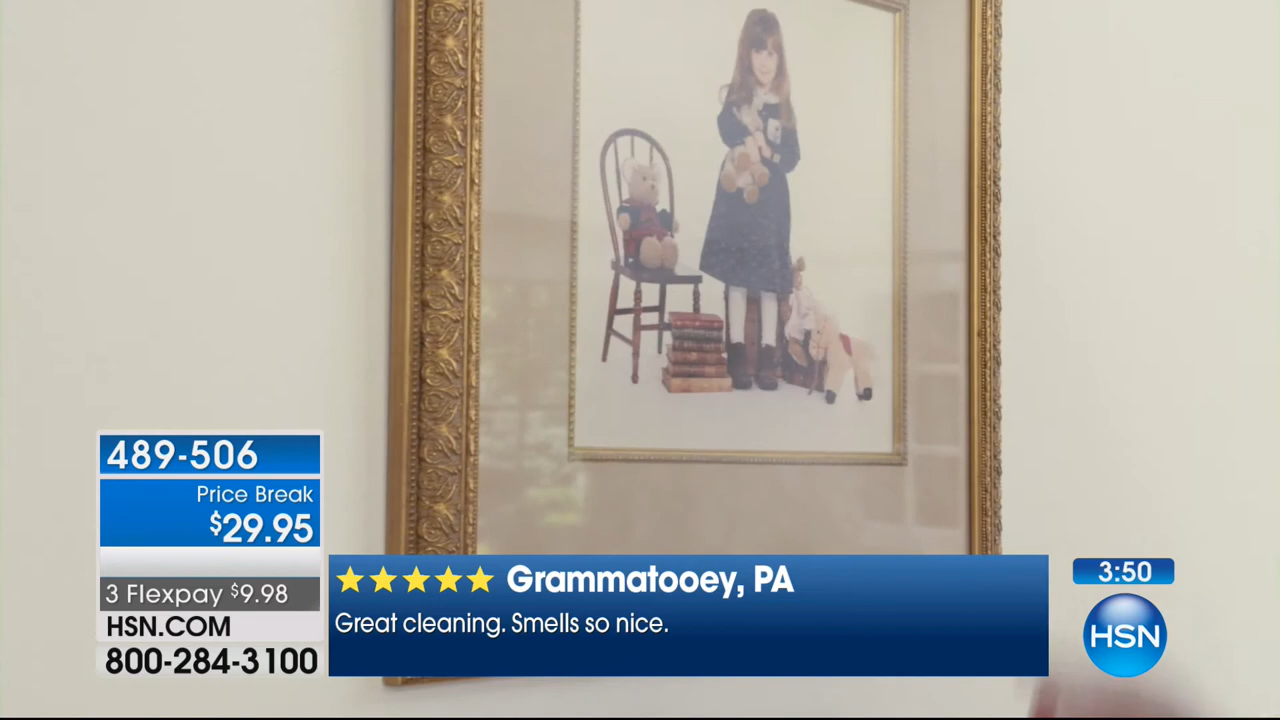 489-506
Price Break
$29.95
3 Flexpay $9.98
HSN.COM
800-284-3100
Grammatooey, PA
Great cleaning. Smells so nice.
3:50
HSN